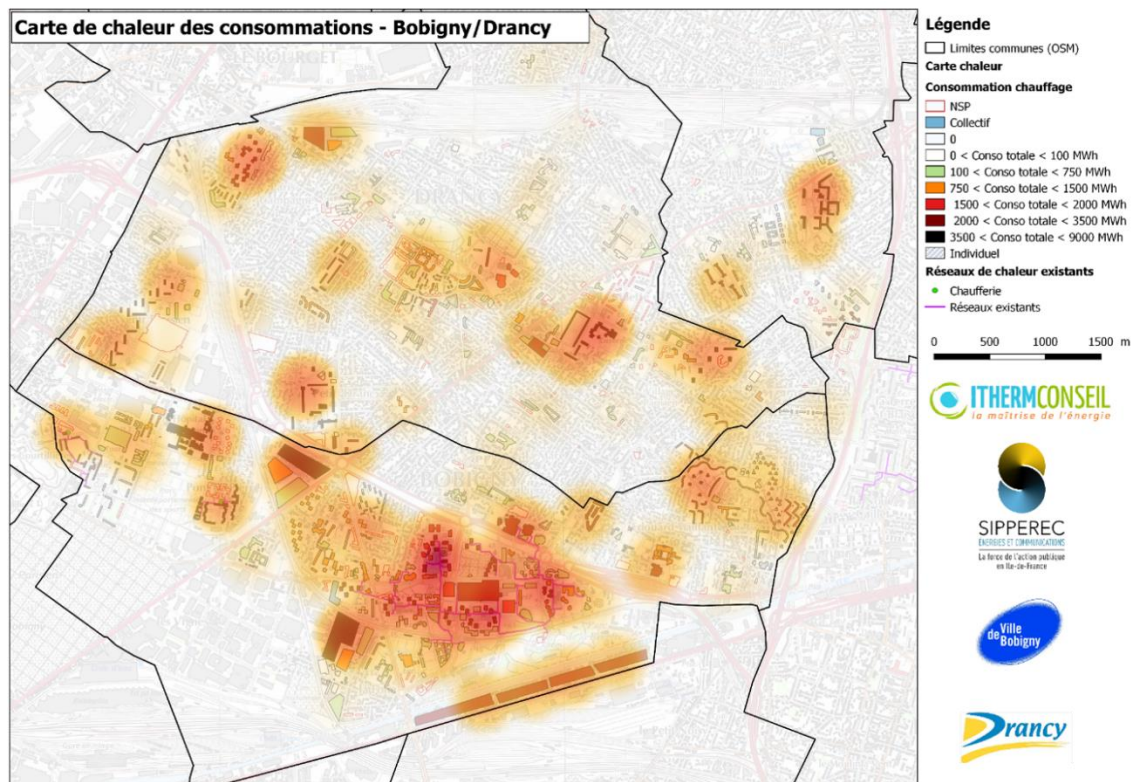 Carte de chaleur des consommations - Bobigny/Drancy
DRANCY
BOBIGNY
Légende
Limites communes (OSM)
Carte chaleur
Consommation chauffage
NSP
Collectif
0
0 < Conso totale < 100 MWh
100 < Conso totale < 750 MWh
750 < Conso totale < 1500 MWh
1500 < Conso totale < 2000 MWh
2000 < Conso totale < 3500 MWh
3500 < Conso totale < 9000 MWh
Individuel
Réseaux de chaleur existants
Chaufferie
Réseaux existants
0 500 1000 1500 m
ITHERMCONSEIL
la maîtrise de l'énergie
SIPPEREC
ÉNERGIES ET COMMUNICATIONS
La force de l'action publique
en Ile-de-France
Ville
de Bobigny
Drancy